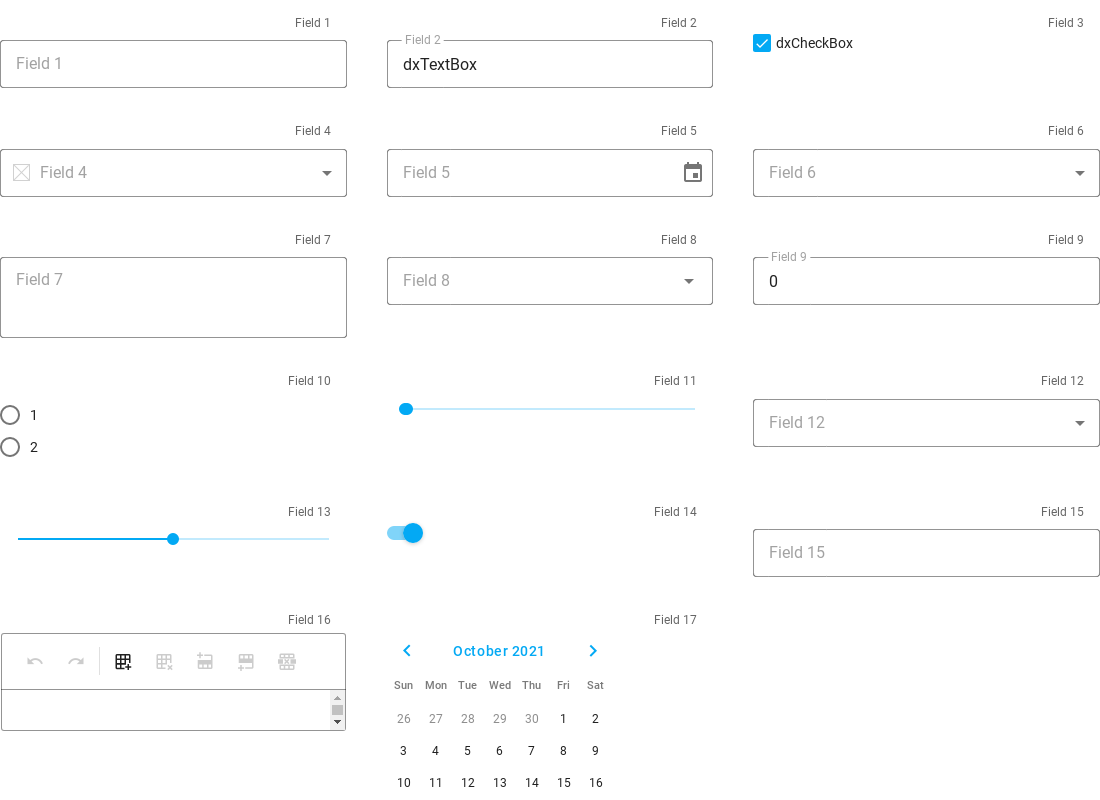 Field 1 Field 2 Field 3
Field 2
Field 1 dxTextBox dxCheckBox
Field 4 Field 5 Field 6
Field 4 Field 5 Field 6
Field 7 Field 8 Field 9
Field 9
Field 7 Field 8 0
Field 10 Field 11 Field 12
1
Field 12
2
Field 13 Field 14 Field 15
Field 15
Field 16 Field 17
October 2021
Sun Mon Tue Wed Thu Fri Sat
26 27 28 29 30 1 2
3 4 5 6 7 8 9
10 11 12 13 14 15 16